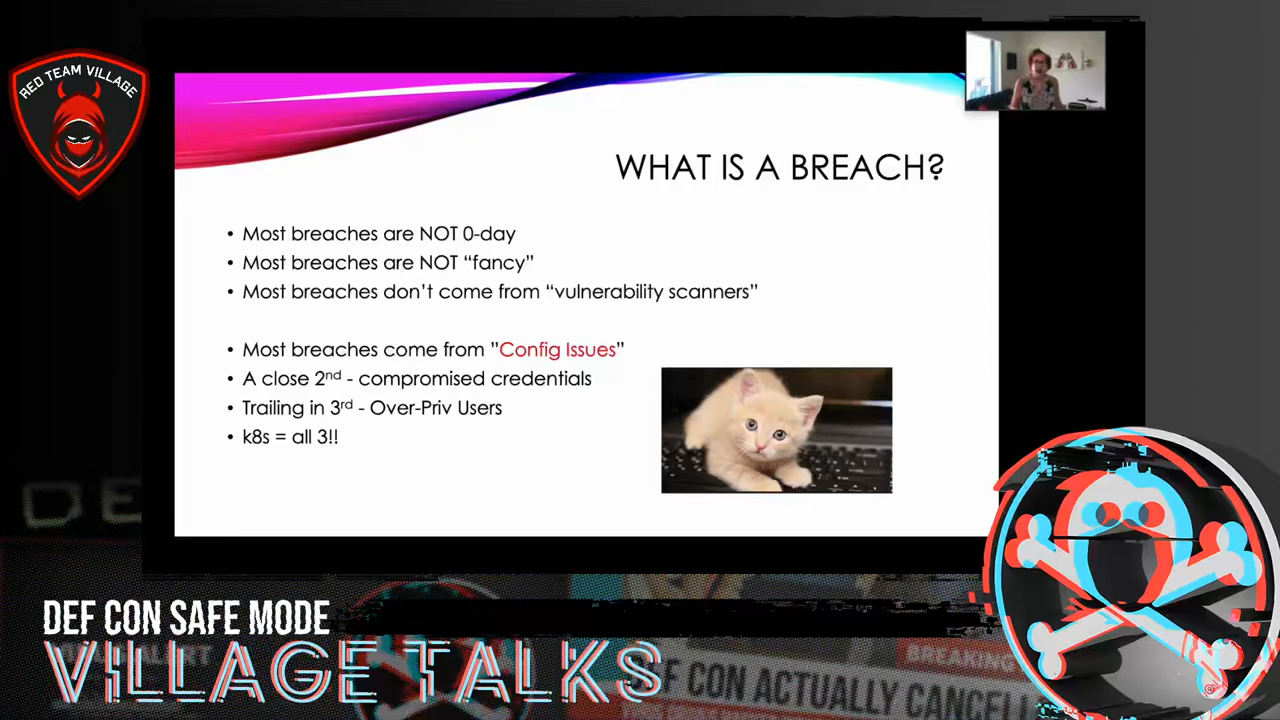 RED TEAM VILLAGE
WHAT IS A BREACH?
• Most breaches are NOT 0-day
• Most breaches are NOT “fancy”
• Most breaches don’t come from “vulnerability scanners”
• Most breaches come from ”Config Issues”
• A close 2nd - compromised credentials
• Trailing in 3rd - Over-Priv Users
• k8s = all 3!!
DE
DEF CON SAFE MODE
VILLAGE TALKS
BREAKING
F CON ACTUALLY CANCELL